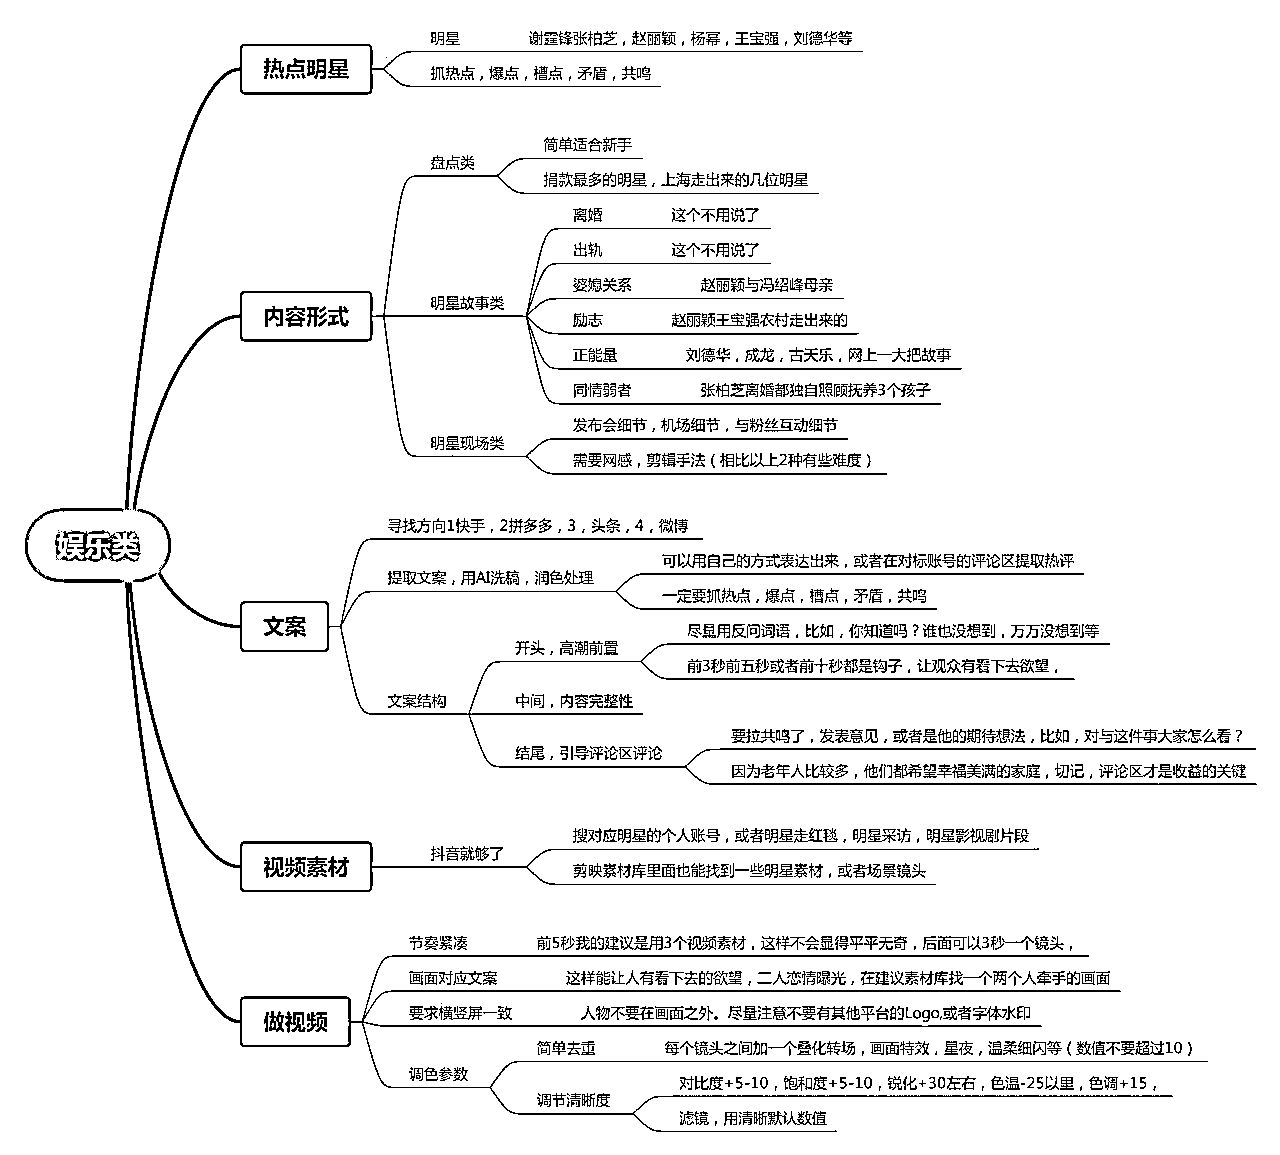 娱乐类
热点明星
明星 谢霆锋张柏芝，赵丽颖，杨幂，王宝强，刘德华等
抓热点，爆点，槽点，矛盾，共鸣
内容形式
盘点类
简单适合新手
捐款最多的明星，上海走出来的几位明星
明星故事类
离婚 这个不用说了
出轨 这个不用说了
婆媳关系 赵丽颖与冯绍峰母亲
励志 赵丽颖王宝强农村走出来的
正能量 刘德华，成龙，古天乐，网上一大把故事
同情弱者 张柏芝离婚都独自照顾抚养3个孩子
明星现场类
发布会细节，机场细节，与粉丝互动细节
需要网感，剪辑手法（相比以上2种有些难度）
文案
寻找方向1快手，2拼多多，3，头条，4，微博
提取文案，用AI洗稿，润色处理
可以用自己的方式表达出来，或者在对标账号的评论区提取热评
一定要抓热点，爆点，槽点，矛盾，共鸣
文案结构
开头，高潮前置
尽量用反问词语，比如，你知道吗？谁也没想到，万万没想到等
前3秒前五秒或者前十秒都是钩子，让观众有看下去欲望，
中间，内容完整性
结尾，引导评论区评论
要拉共鸣了，发表意见，或者是他的期待想法，比如，对与这件事大家怎么看？
因为老年人比较多，他们都希望幸福美满的家庭，切记，评论区才是收益的关键
视频素材
抖音就够了
搜对应明星的个人账号，或者明星走红毯，明星采访，明星影视剧片段
剪映素材库里面也能找到一些明星素材，或者场景镜头
做视频
节奏紧凑 前5秒我的建议是用3个视频素材，这样不会显得平平无奇，后面可以3秒一个镜头，
画面对应文案 这样能让人有看下去的欲望，二人恋情曝光，在建议素材库找一个两个人牵手的画面
要求横竖屏一致 人物不要在画面之外。尽量注意不要有其他平台的Logo,或者字体水印
调色参数
简单去重 每个镜头之间加一个叠化转场，画面特效，星夜，温柔细闪等（数值不要超过10）
调节清晰度
对比度+5-10，饱和度+5-10，锐化+30左右，色温-25以里，色调+15，
滤镜，用清晰默认数值